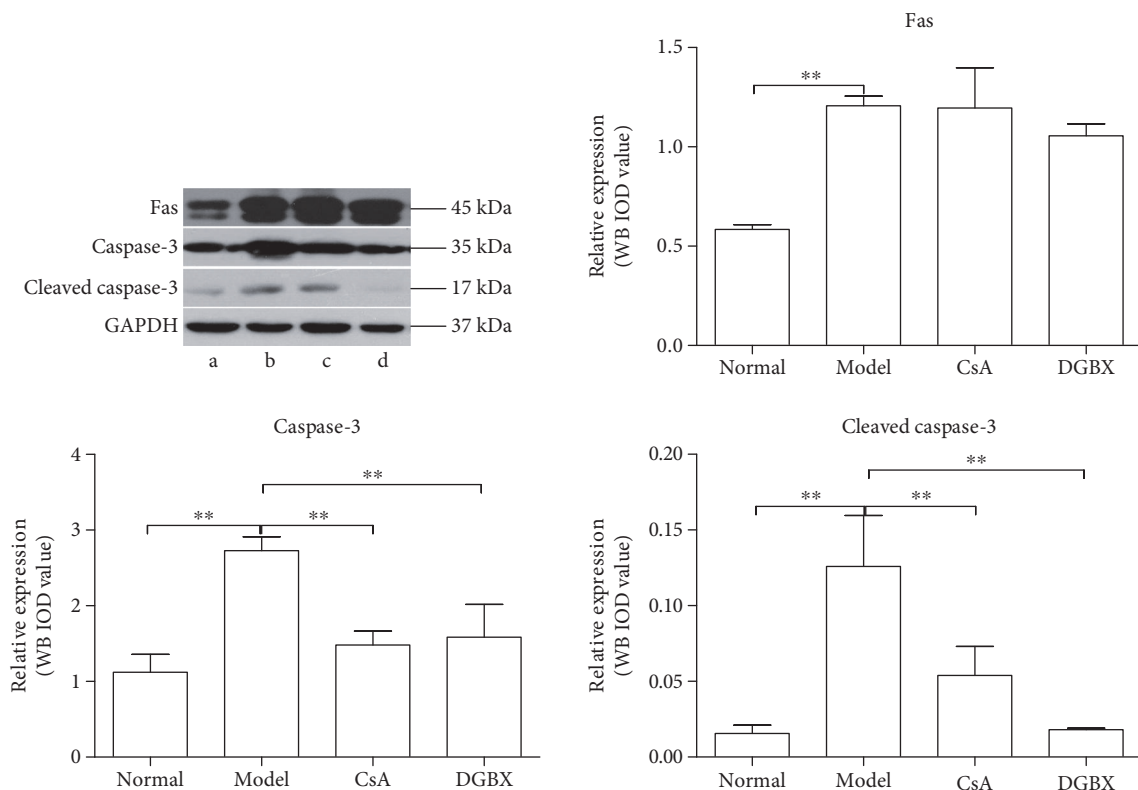 Fas
45 kDa
Caspase-3
35 kDa
Cleaved caspase-3
17 kDa
GAPDH
37 kDa
a b c d
Fas
Relative expression
(WB IOD value)
1.5
1.0
0.5
0.0
**
Normal Model CsA DGBX
Caspase-3
Relative expression
(WB IOD value)
4
3
2
1
0
**
** **
Normal Model CsA DGBX
Cleaved caspase-3
Relative expression
(WB IOD value)
0.20
0.15
0.10
0.05
0.00
**
** **
Normal Model CsA DGBX